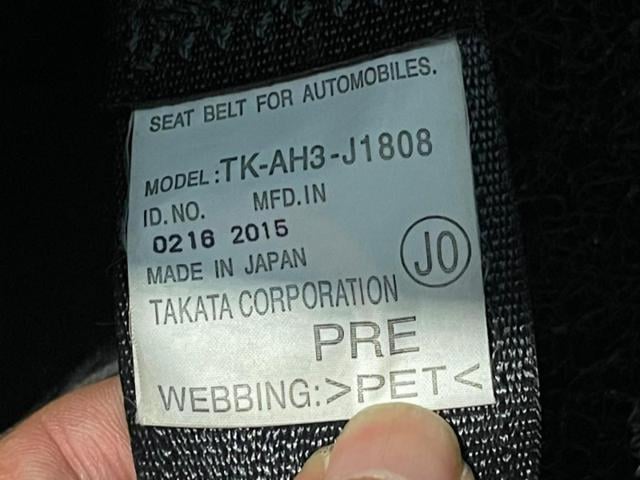 SEAT BELT FOR AUTOMOBILES.
MODEL:TK-AH3-J1808
ID.NO. MFD.IN
0216 2015
MADE IN JAPAN
JO
TAKATA CORPORATION
PRE
WEBBING:>PET<